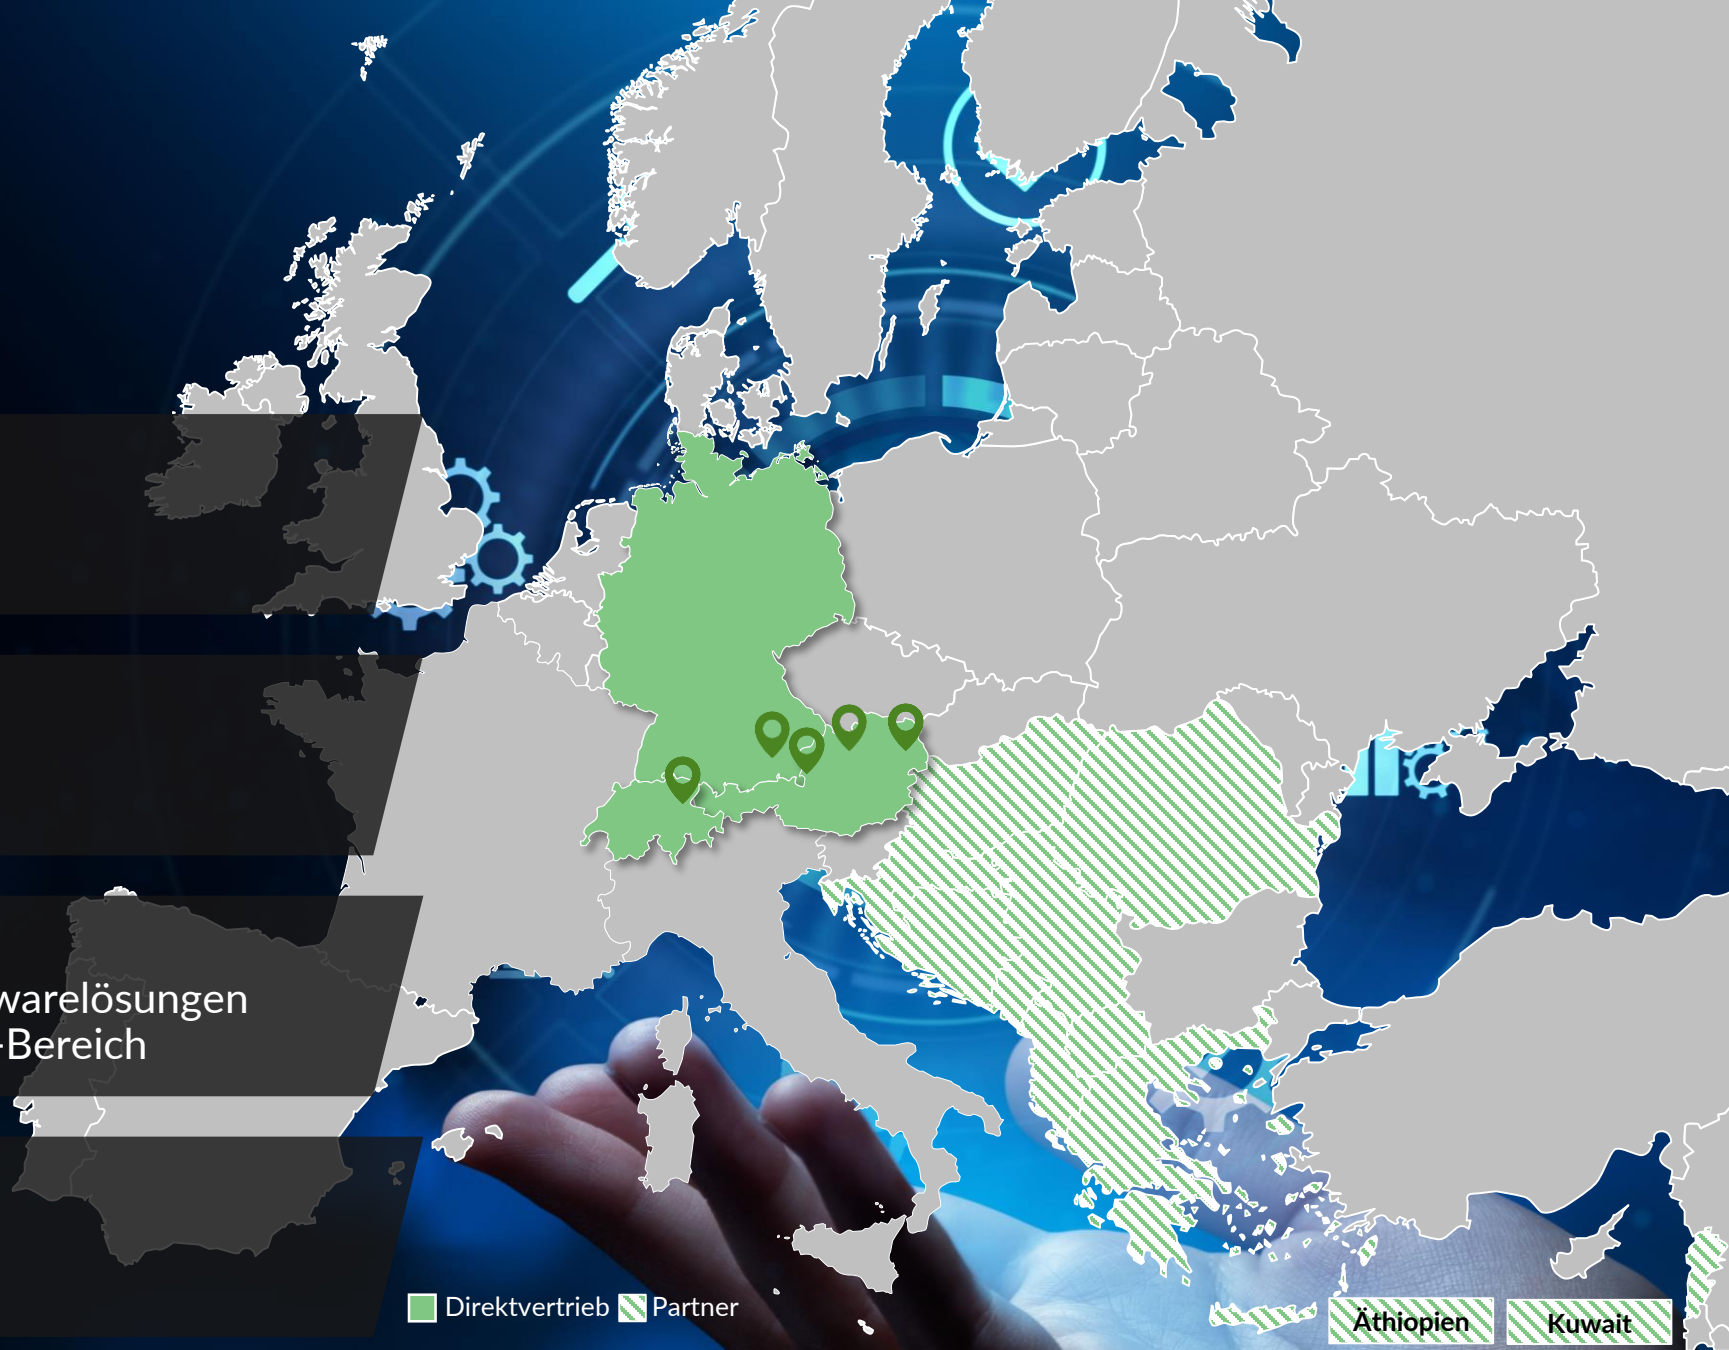 warelösungen
-Bereich
Direktvertrieb
Partner
Äthiopien
Kuwait